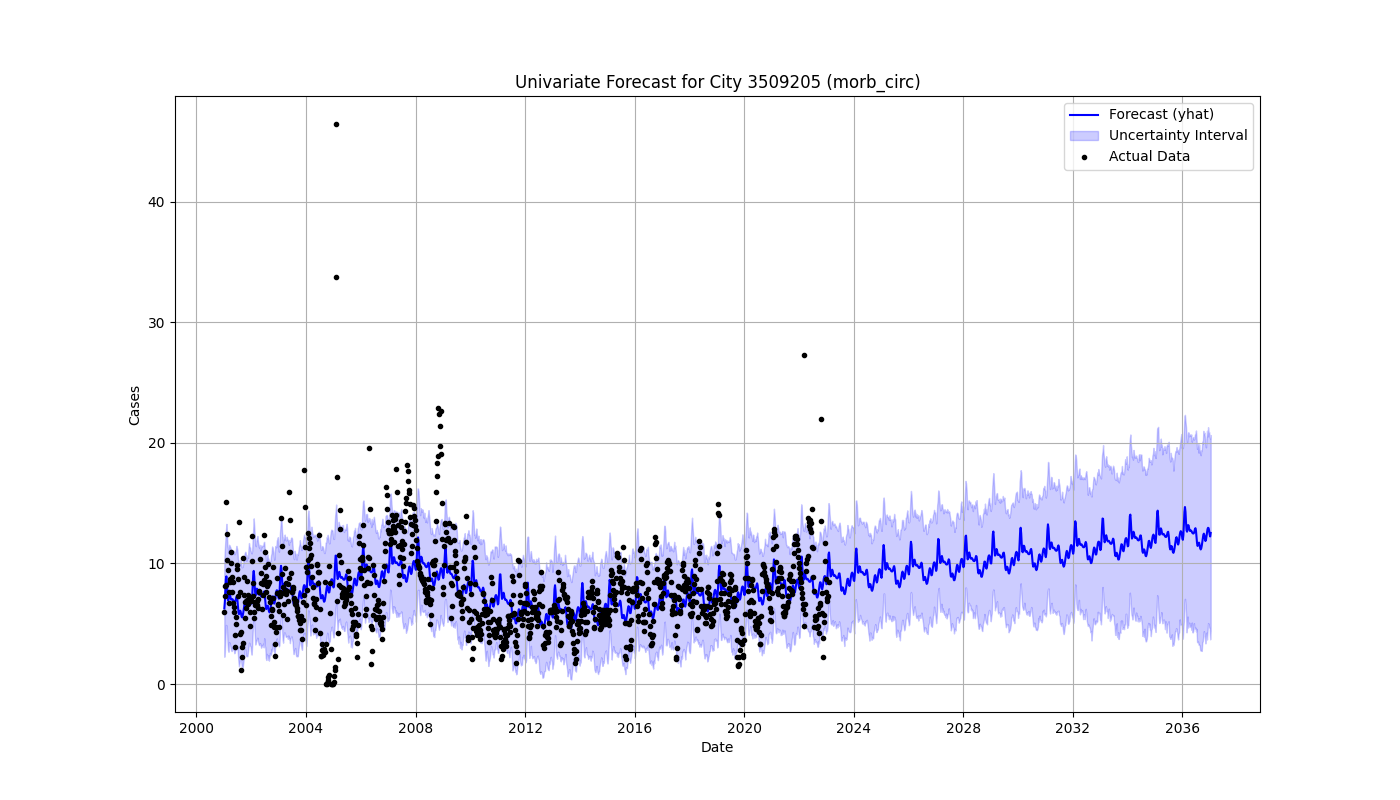 Univariate Forecast for City 3509205 (morb_circ)
Forecast (yhat)
Uncertainty Interval
Actual Data
Cases
40
30
20
10
0
2000 2004 2008 2012 2016 2020 2024 2028 2032 2036
Date